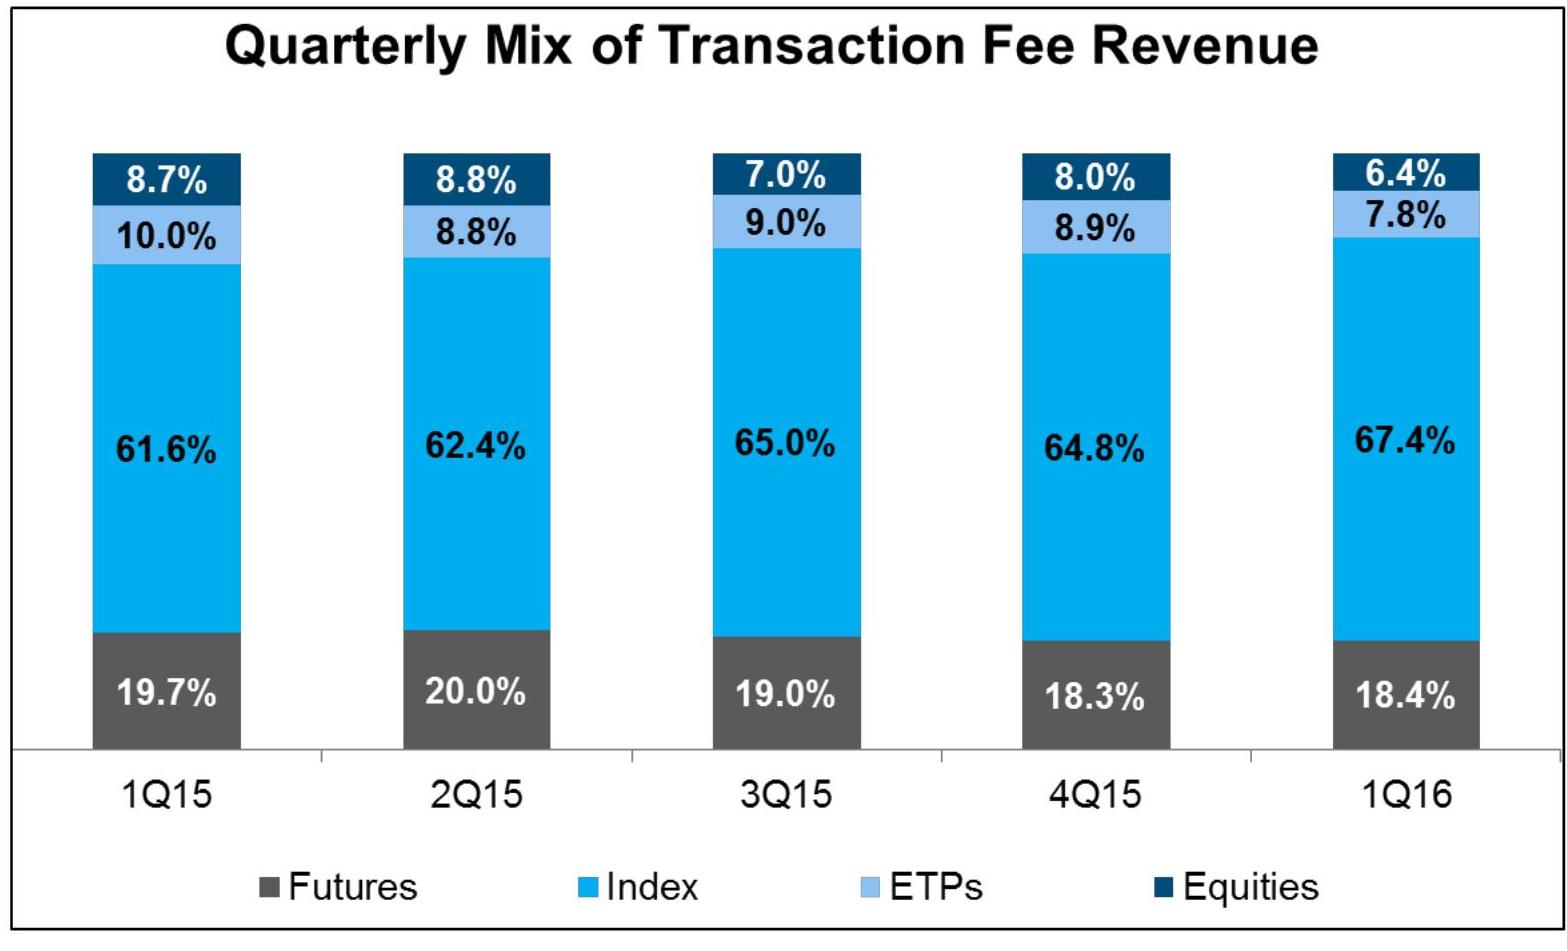 Quarterly Mix of Transaction Fee Revenue
8.7% 8.8% 7.0% 8.0% 6.4%
10.0% 8.8% 9.0% 8.9% 7.8%
61.6% 62.4% 65.0% 64.8% 67.4%
19.7% 20.0% 19.0% 18.3% 18.4%
1Q15 2Q15 3Q15 4Q15 1Q16
Futures Index ETPs Equities